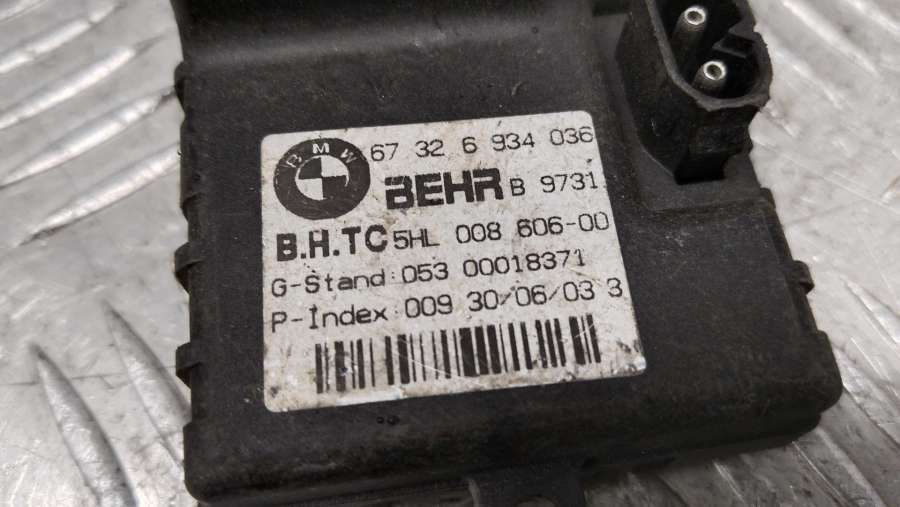 BMW 67 32 6 934 036
BEHR B 9731
B.H.TC 5HL 008 606-00
G-Stand:053 00018371
P-Index:009 30/06/03 3